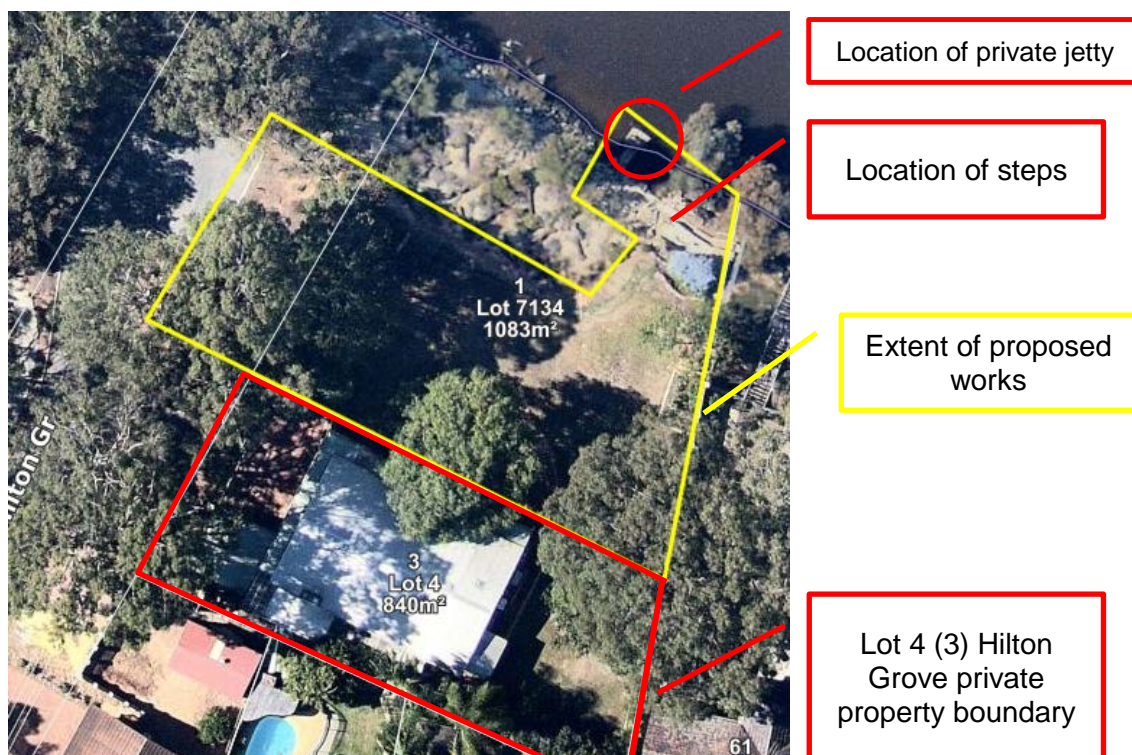 Location of private jetty
Location of steps
Extent of proposed
works
Lot 4 (3) Hilton
Grove private
property boundary
1
Lot 7134
1083m²
lton Gr
3
Lot 4
840m²
61